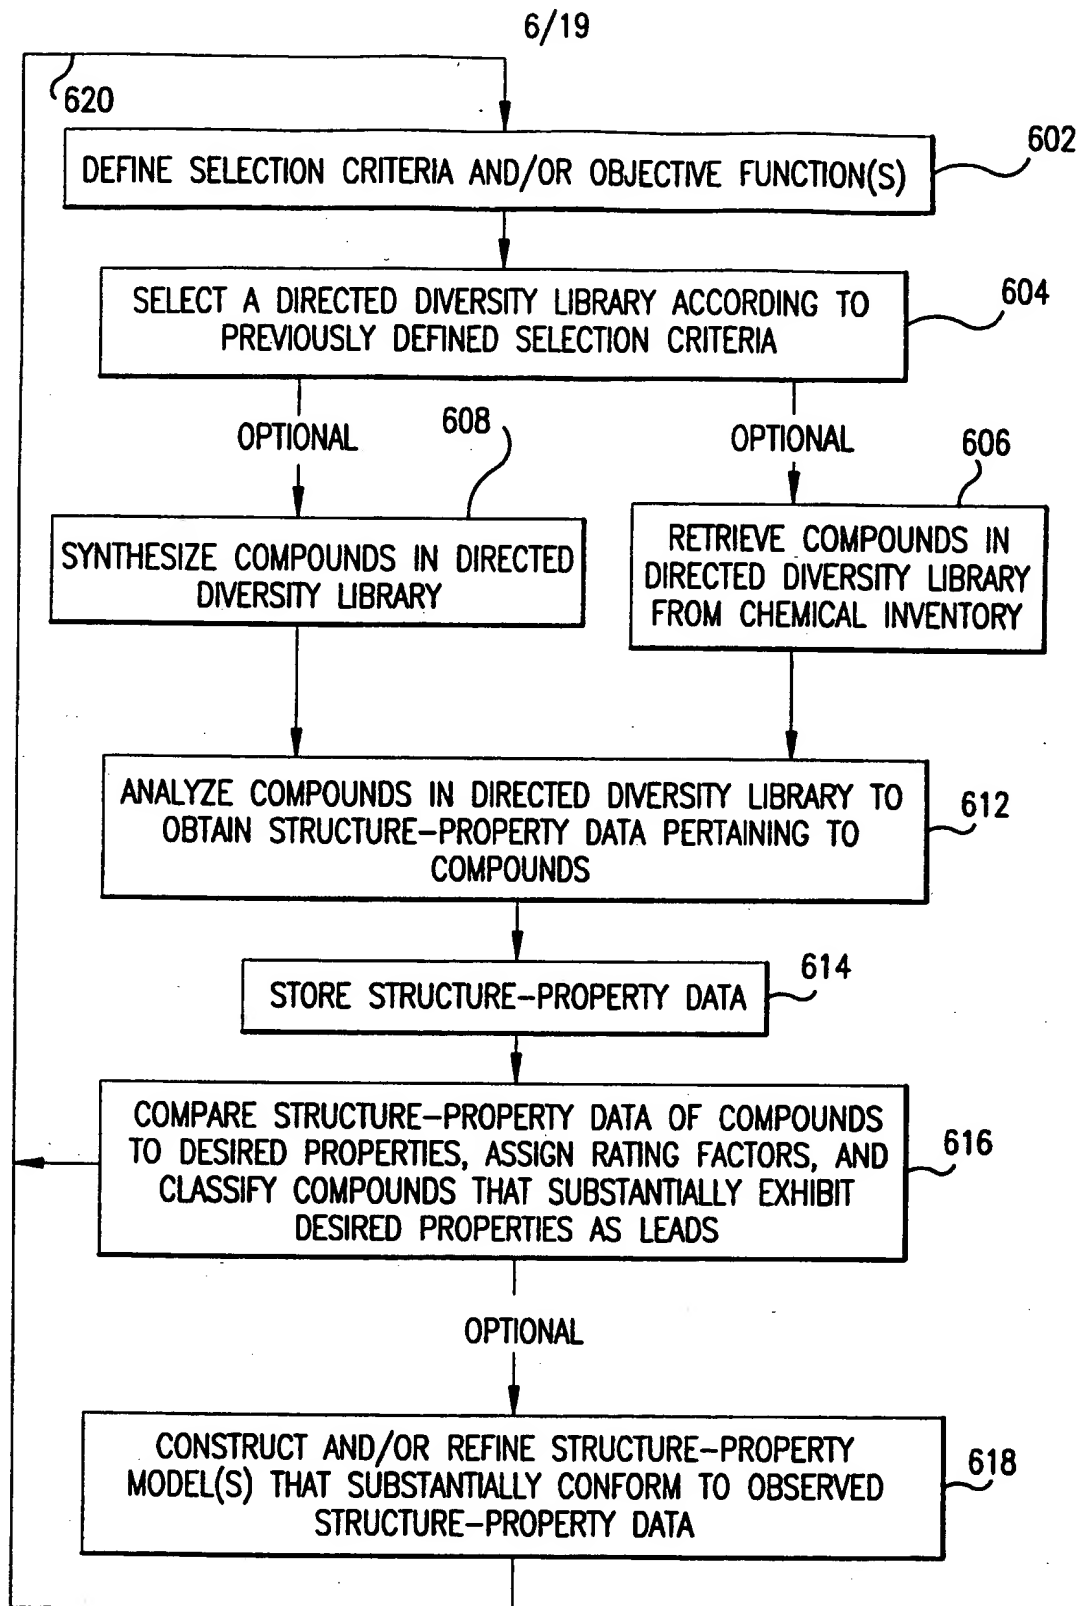 6/19
620
602
DEFINE SELECTION CRITERIA AND/OR OBJECTIVE FUNCTION(S)
604
SELECT A DIRECTED DIVERSITY LIBRARY ACCORDING TO
PREVIOUSLY DEFINED SELECTION CRITERIA
OPTIONAL
608
OPTIONAL
606
SYNTHESIZE COMPOUNDS IN DIRECTED
DIVERSITY LIBRARY
RETRIEVE COMPOUNDS IN
DIRECTED DIVERSITY LIBRARY
FROM CHEMICAL INVENTORY
ANALYZE COMPOUNDS IN DIRECTED DIVERSITY LIBRARY TO
OBTAIN STRUCTURE-PROPERTY DATA PERTAINING TO
COMPOUNDS
612
STORE STRUCTURE-PROPERTY DATA
614
COMPARE STRUCTURE-PROPERTY DATA OF COMPOUNDS
TO DESIRED PROPERTIES, ASSIGN RATING FACTORS, AND
CLASSIFY COMPOUNDS THAT SUBSTANTIALLY EXHIBIT
DESIRED PROPERTIES AS LEADS
616
OPTIONAL
CONSTRUCT AND/OR REFINE STRUCTURE-PROPERTY
MODEL(S) THAT SUBSTANTIALLY CONFORM TO OBSERVED
STRUCTURE-PROPERTY DATA
618